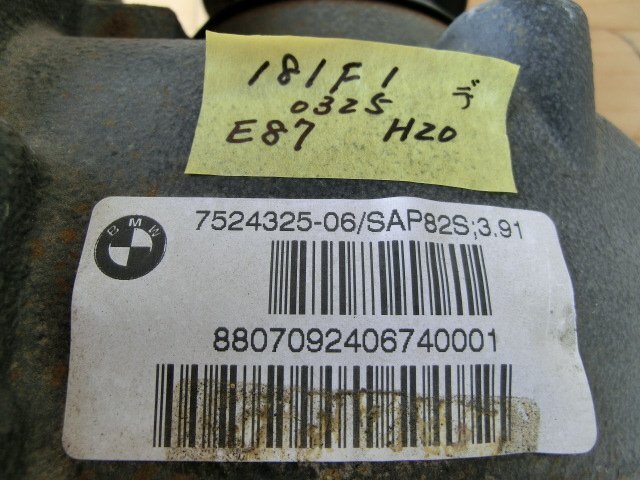 181F1 デ
0325
E87 H20
BMW
7524325-06/SAP82S;3.91
8807092406740001